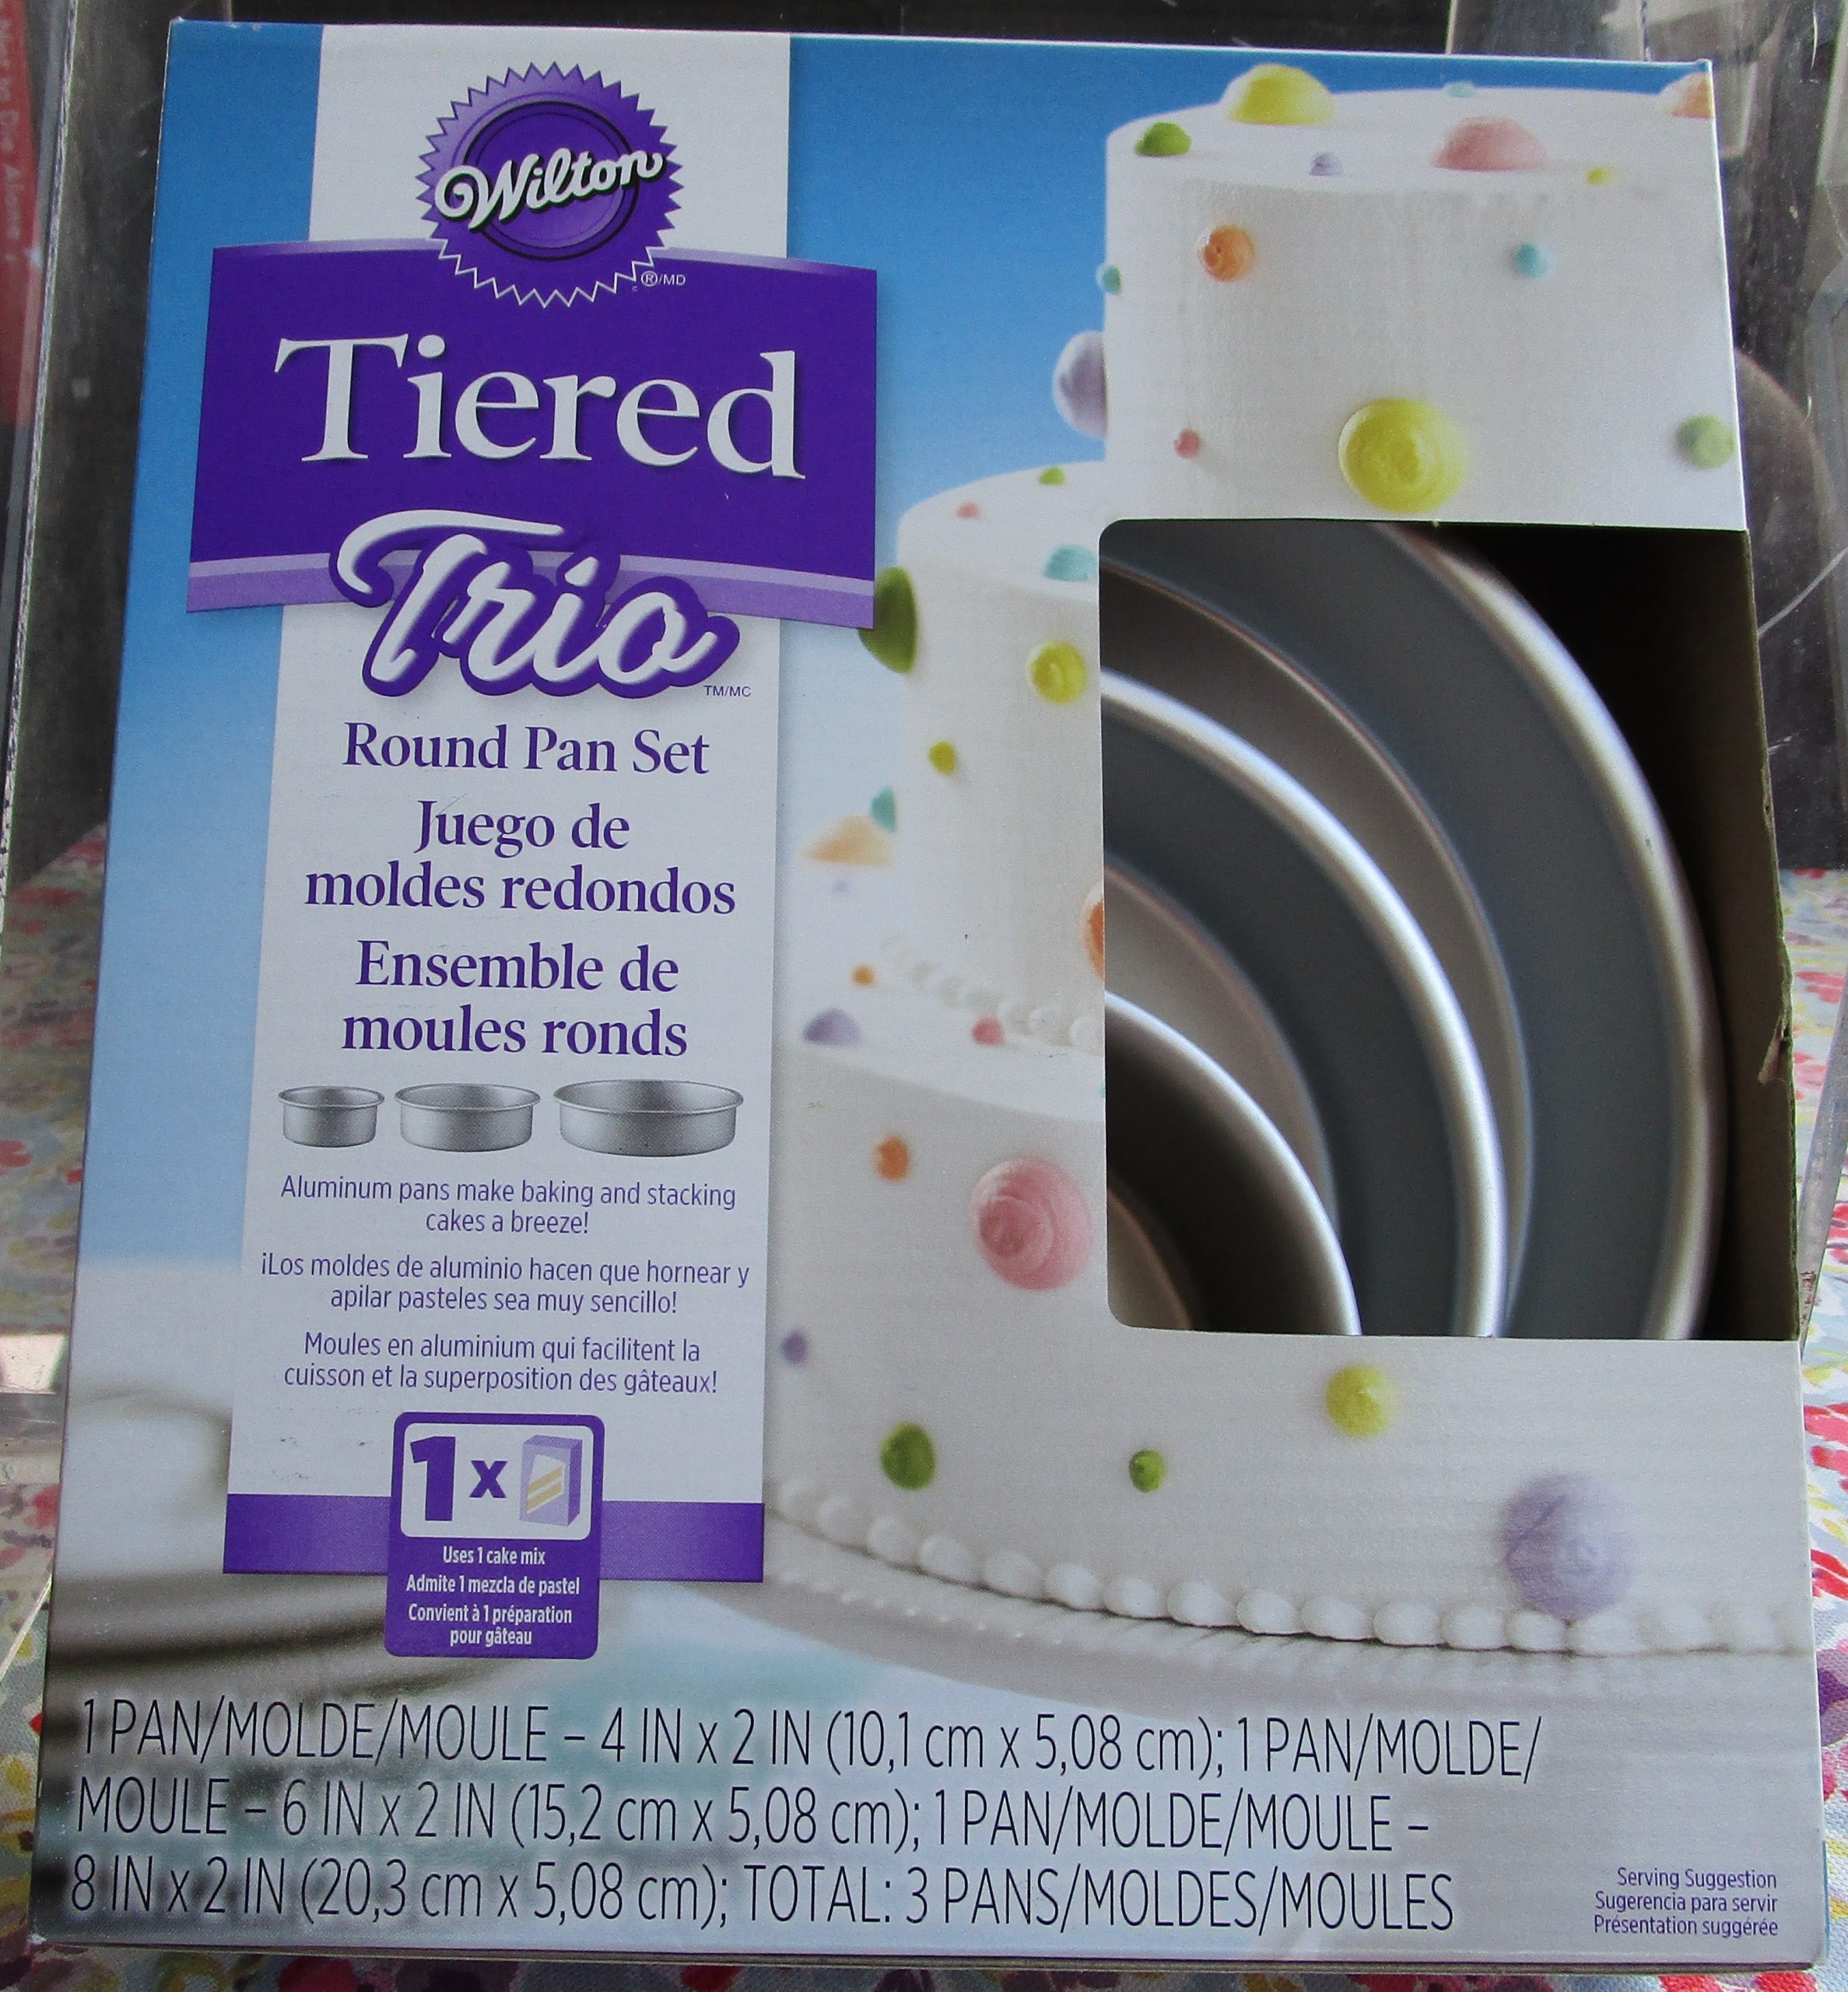 Wilton
®/MD
Tiered
Trio
TM/MC
Round Pan Set
Juego de
moldes redondos
Ensemble de
moules ronds
Aluminum pans make baking and stacking
cakes a breeze!
¡Los moldes de aluminio hacen que hornear y
apilar pasteles sea muy sencillo!
Moules en aluminium qui facilitent la
cuisson et la superposition des gâteaux!
1 x
Uses 1 cake mix
Admite 1 mezcla de pastel
Convient à 1 préparation
pour gâteau
1 PAN/MOLDE/MOULE – 4 IN x 2 IN (10,1 cm x 5,08 cm); 1 PAN/MOLDE/
MOULE – 6 IN x 2 IN (15,2 cm x 5,08 cm); 1 PAN/MOLDE/MOULE –
8 IN x 2 IN (20,3 cm x 5,08 cm); TOTAL: 3 PANS/MOLDES/MOULES
Serving Suggestion
Sugerencia para servir
Présentation suggérée